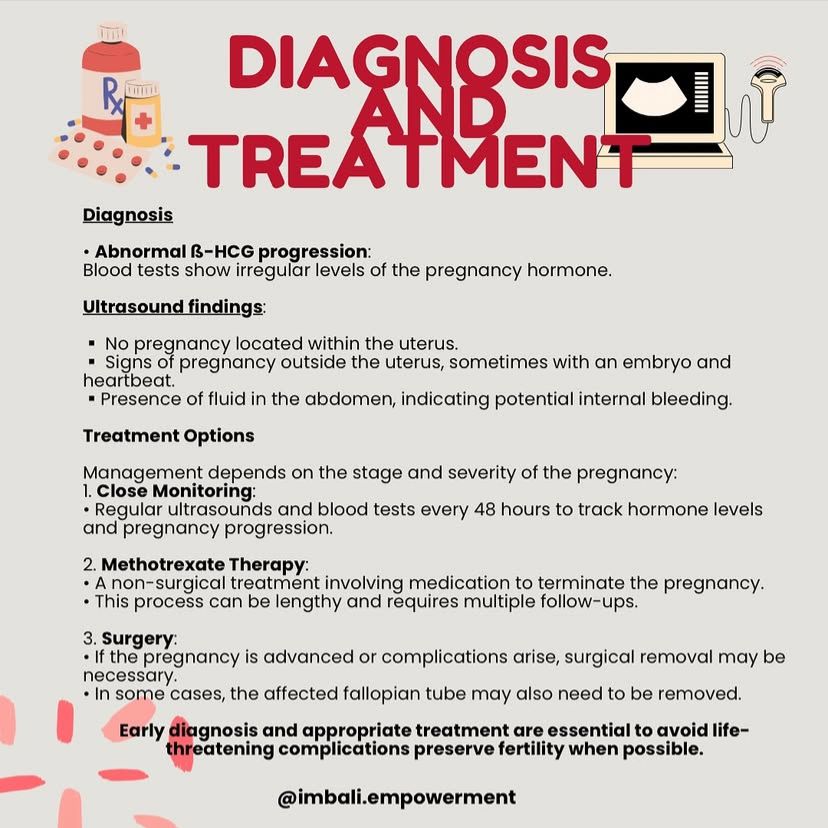 DIAGNOSIS
AND
TREATMENT
Rx
Diagnosis
• Abnormal ß-HCG progression:
Blood tests show irregular levels of the pregnancy hormone.
Ultrasound findings:
▪ No pregnancy located within the uterus.
▪ Signs of pregnancy outside the uterus, sometimes with an embryo and
heartbeat.
▪ Presence of fluid in the abdomen, indicating potential internal bleeding.
Treatment Options
Management depends on the stage and severity of the pregnancy:
1. Close Monitoring:
• Regular ultrasounds and blood tests every 48 hours to track hormone levels
and pregnancy progression.
2. Methotrexate Therapy:
• A non-surgical treatment involving medication to terminate the pregnancy.
• This process can be lengthy and requires multiple follow-ups.
3. Surgery:
• If the pregnancy is advanced or complications arise, surgical removal may be
necessary.
• In some cases, the affected fallopian tube may also need to be removed.
Early diagnosis and appropriate treatment are essential to avoid life-
threatening complications preserve fertility when possible.
@imbali.empowerment